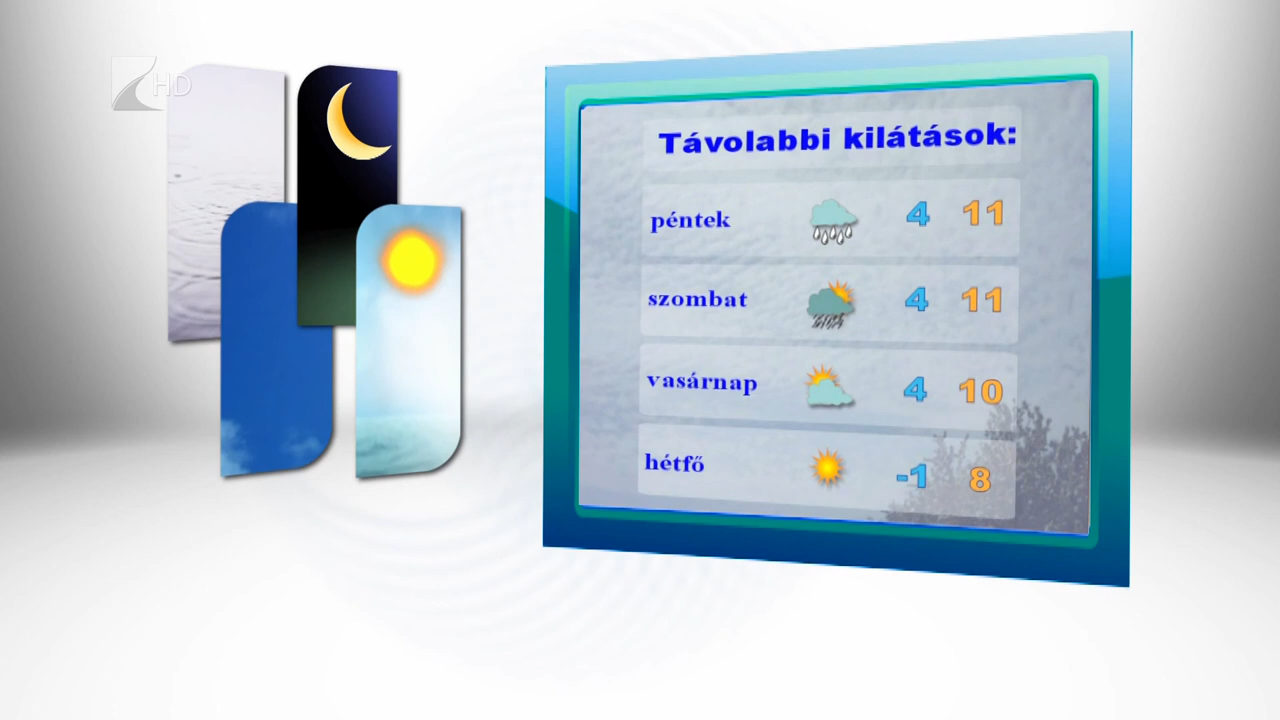 HD
Távolabbi kilátások:
péntek 4 11
szombat 4 11
vasárnap 4 10
hétfő -1 8